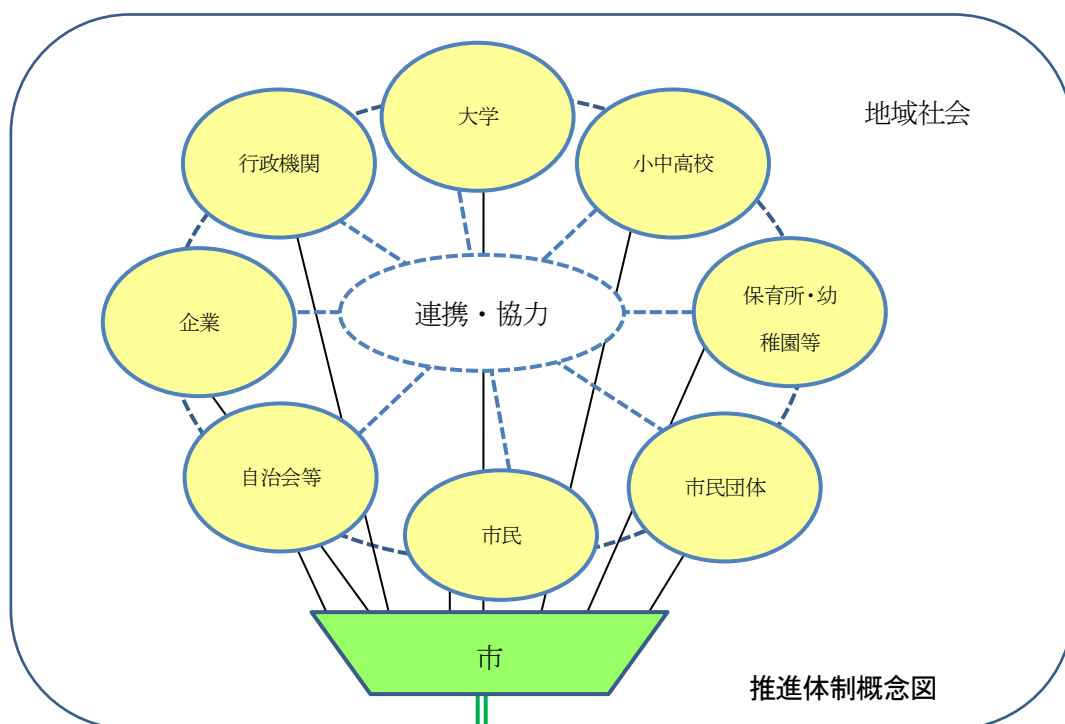 大学
地域社会
行政機関
小中高校
保育所・幼
稚園等
連携・協力
企業
自治会等
市民団体
市民
市
推進体制概念図